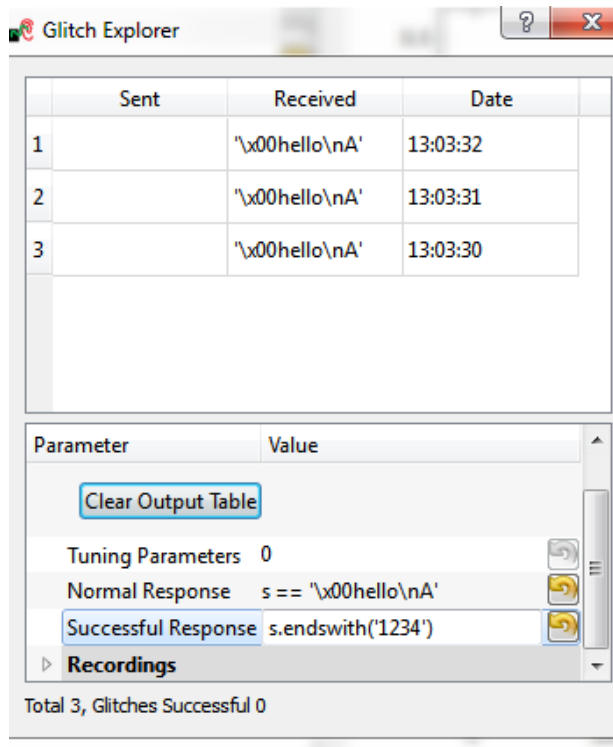 Glitch Explorer
Sent Received Date
1 '\x00hello\nA' 13:03:32
2 '\x00hello\nA' 13:03:31
3 '\x00hello\nA' 13:03:30
Parameter Value
Clear Output Table
Tuning Parameters 0
Normal Response s == '\x00hello\nA'
Successful Response s.endswith('1234')
Recordings
Total 3, Glitches Successful 0